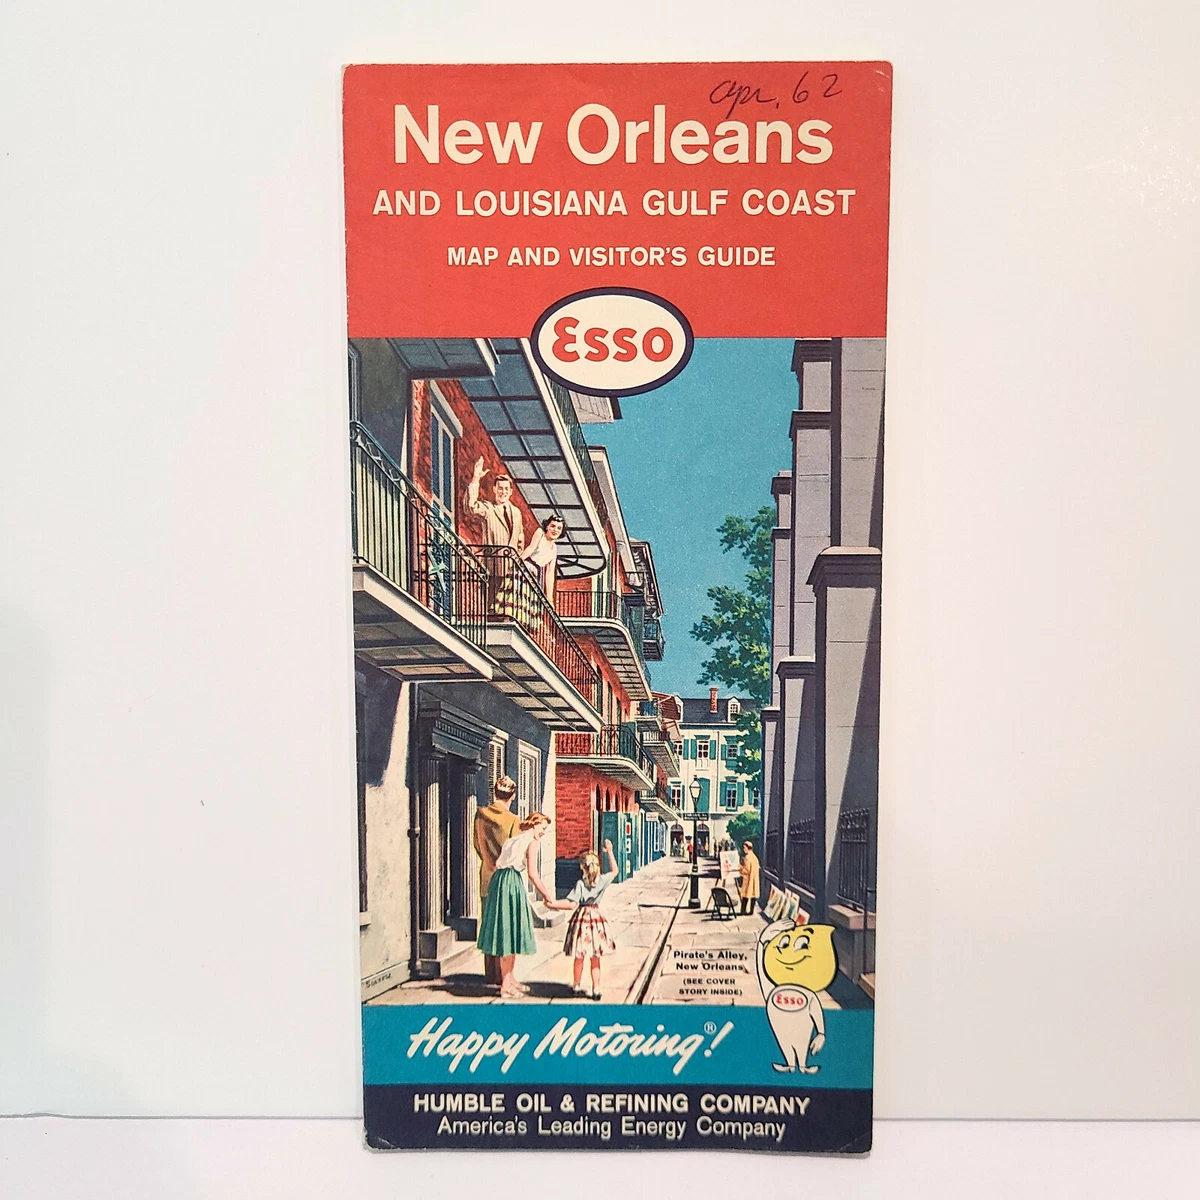 apr. 62
New Orleans
AND LOUISIANA GULF COAST
MAP AND VISITOR'S GUIDE
Esso
Pirate's Alley,
New Orleans
(SEE COVER
STORY INSIDE)
Esso
Happy Motoring!®
HUMBLE OIL & REFINING COMPANY
America's Leading Energy Company